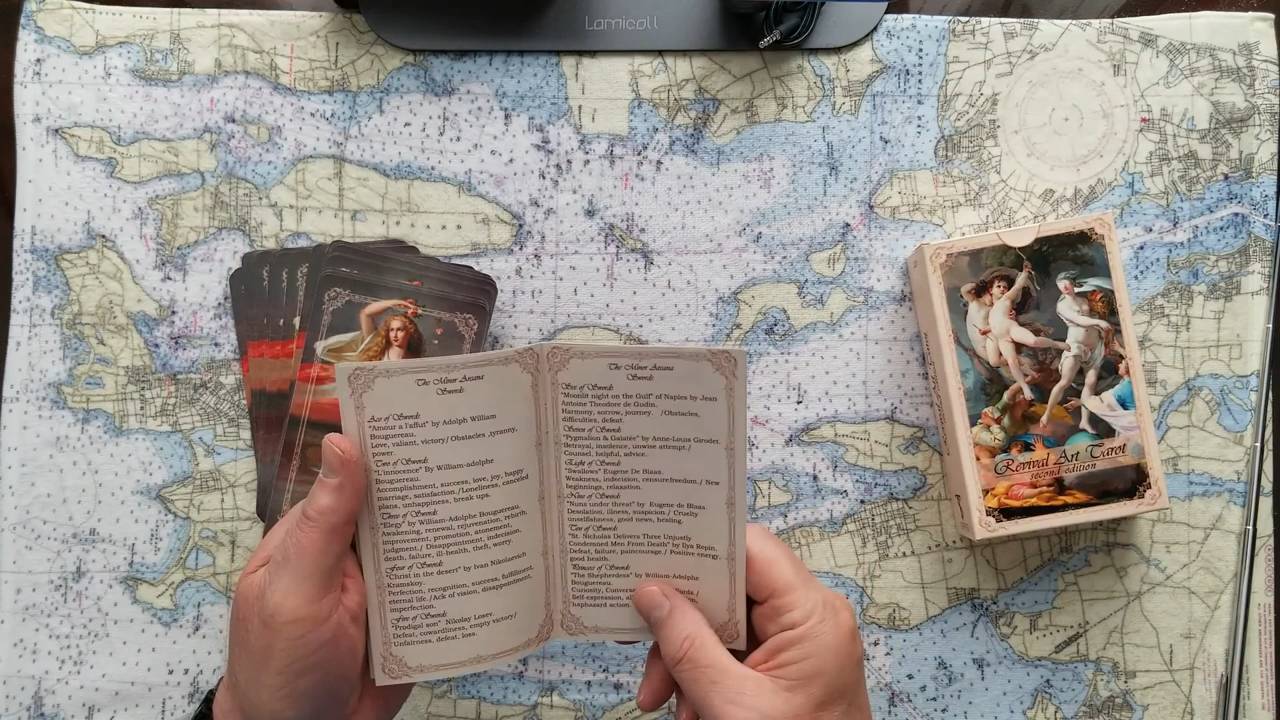 Lamicall
The Minor Arcana
Swords
Ace of Swords
"Amour a l'affut" by Adolph William
Bouguereau.
Love, valiant, victory/ Obstacles ,tyranny,
power.
Two of Swords
"L'innocence" By William-adolphe
Bouguereau.
Accomplishment, success, love, joy, happy
marriage, satisfaction./Loneliness, canceled
plans, unhappiness, break ups.
Three of Swords
"Elegy" by William-Adolphe Bouguereau.
Awakening, renewal, rejuvenation, rebirth.
improvement, promotion, atonement,
judgment./ Disappointment, indecision,
death, failure, ill-health, theft, worry.
Four of Swords
"Christ in the desert" by Ivan Nikolaevich
Kramskoy.
Perfection, recognition, success, fulfillment,
eternal life./Ack of vision, disappointment,
imperfection.
Five of Swords
"Prodigal son" Nikolay Losev.
Defeat, cowardliness, empty victory/
Unfairness, defeat, loss.
The Minor Arcana
Swords
Six of Swords
"Moonlit night on the Gulf" of Naples by Jean
Antoine Theodore de Gudin.
Harmony, sorrow, journey. /Obstacles,
difficulties, defeat.
Seven of Swords
"Pygmalion & Galatée" by Anne-Louis Girodet.
Betrayal, insolence, unwise attempt./
Counsel, helpful, advice.
Eight of Swords
"Swallows" Eugene De Blaas.
Weakness, indecision, censurefreedom./ New
beginnings, relaxation.
Nine of Swords
"Nuns under threat" by Eugene de Blaas.
Desilation, illness, suspicion./ Cruelty
unselfishness, good news, healing.
Ten of Swords
"St. Nicholas Delivers Three Unjustly
Condemned Men From Death" by Ilya Repin.
Defeat, failure, paincourage./ Positve energy,
good health.
Princess of Swords
"The Shepherdess" by William-Adolphe
Bouguereau.
Curiosity,
Self-expression,
haphazard action.
Revival Art Tarot
second edition